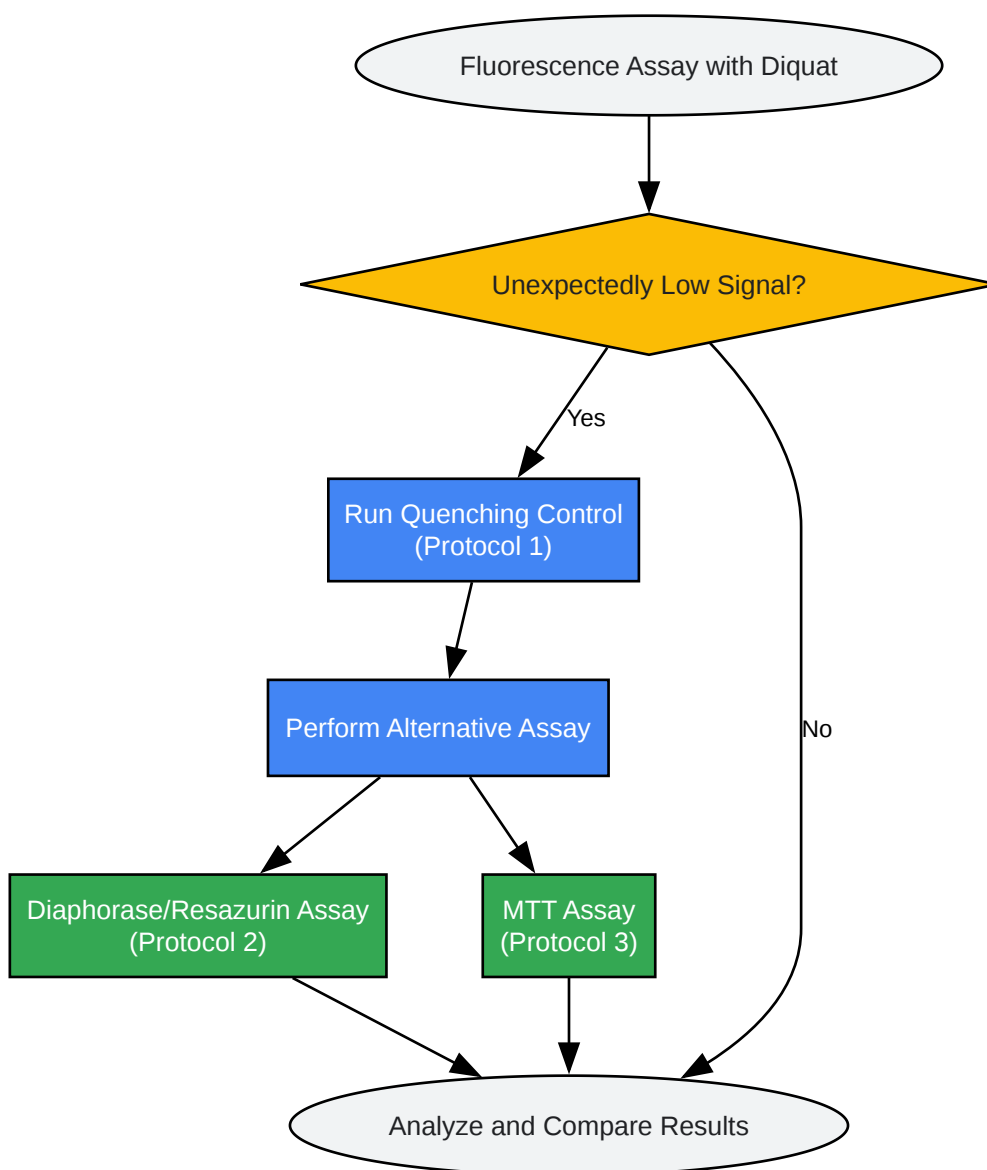 Fluorescence Assay with Diquat
Unexpectedly Low Signal?
Yes
Run Quenching Control
(Protocol 1)
Perform Alternative Assay
No
Diaphorase/Resazurin Assay
(Protocol 2)
MTT Assay
(Protocol 3)
Analyze and Compare Results